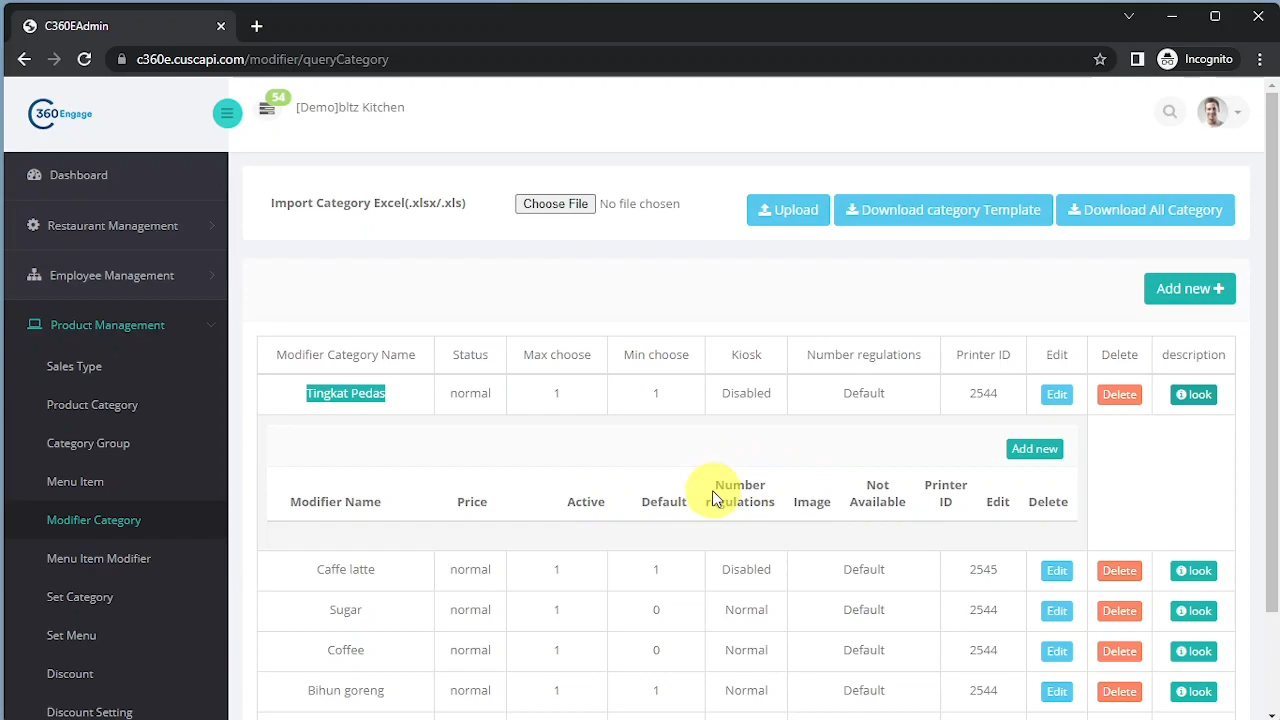 C360EAdmin
c360e.cuscapi.com/modifier/queryCategory
Incognito
360 Engage
54
[Demo]bltz Kitchen
Dashboard
Restaurant Management
Employee Management
Product Management
Sales Type
Product Category
Category Group
Menu Item
Modifier Category
Menu Item Modifier
Set Category
Set Menu
Discount
Discount Setting
Import Category Excel(.xlsx/.xls)
Choose File No file chosen
Upload
Download category Template
Download All Category
Add new +
Modifier Category Name Status Max choose Min choose Kiosk Number regulations Printer ID Edit Delete description
Tingkat Pedas normal 1 1 Disabled Default 2544 Edit Delete look
Add new
Modifier Name Price Active Default Number regulations Image Not Available Printer ID Edit Delete
Caffe latte normal 1 1 Disabled Default 2545 Edit Delete look
Sugar normal 1 0 Normal Default 2544 Edit Delete look
Coffee normal 1 0 Normal Default 2544 Edit Delete look
Bihun goreng normal 1 1 Normal Default 2544 Edit Delete look